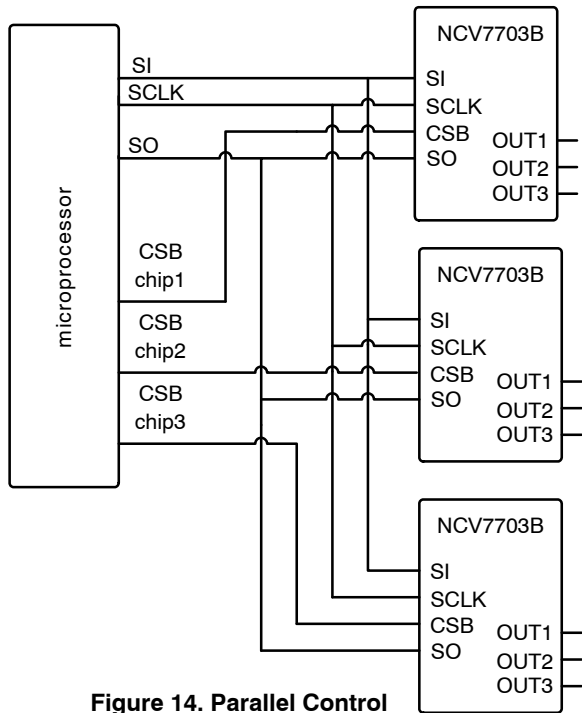 microprocessor
SI
SCLK
SO
CSB
chip1
CSB
chip2
CSB
chip3
NCV7703B
SI
SCLK
CSB
SO
OUT1
OUT2
OUT3
NCV7703B
SI
SCLK
CSB
SO
OUT1
OUT2
OUT3
NCV7703B
SI
SCLK
CSB
SO
OUT1
OUT2
OUT3
Figure 14. Parallel Control